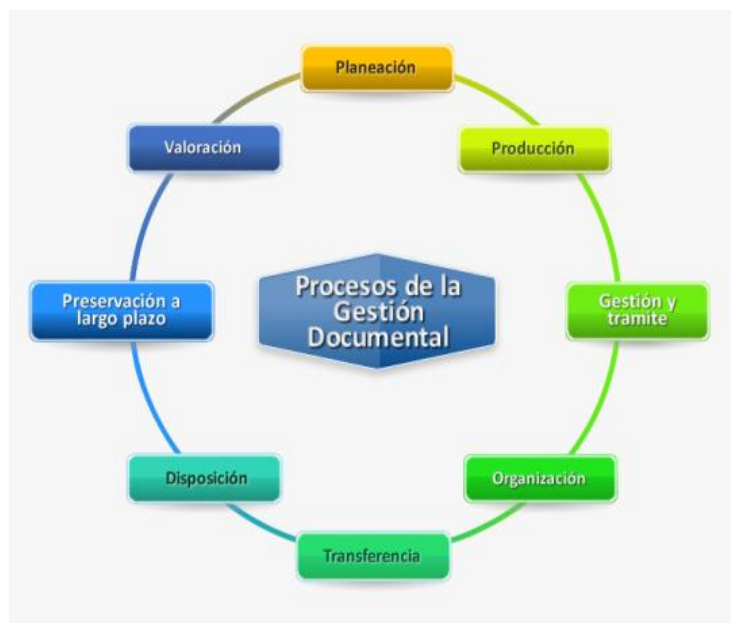 Planeación
Producción
Gestión y
tramite
Organización
Transferencia
Disposición
Preservación a
largo plazo
Valoración
Procesos de la
Gestión
Documental